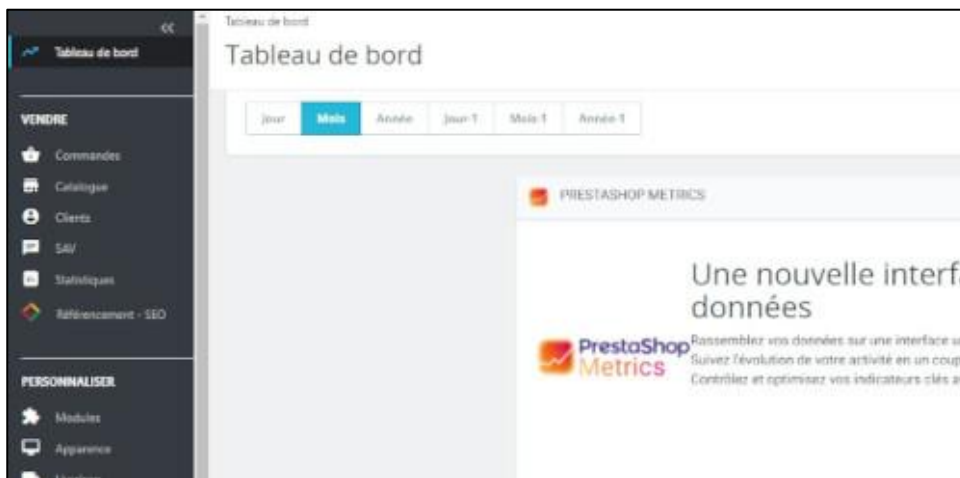 Tableau de bord
VENDRE
Commandes
Catalogue
Clients
SAV
Statistiques
Référencement - SEO
PERSONNALISER
Modules
Apparence
Tableau de bord
Tableau de bord
Jour Mois Année Jour-1 Mois-1 Année-1
PRESTASHOP METRICS
PrestaShop
Metrics
Une nouvelle interfa
données
Rassemblez vos données sur une interface u
Suivez l'évolution de votre activité en un coup
Contrôlez et optimisez vos indicateurs clés a